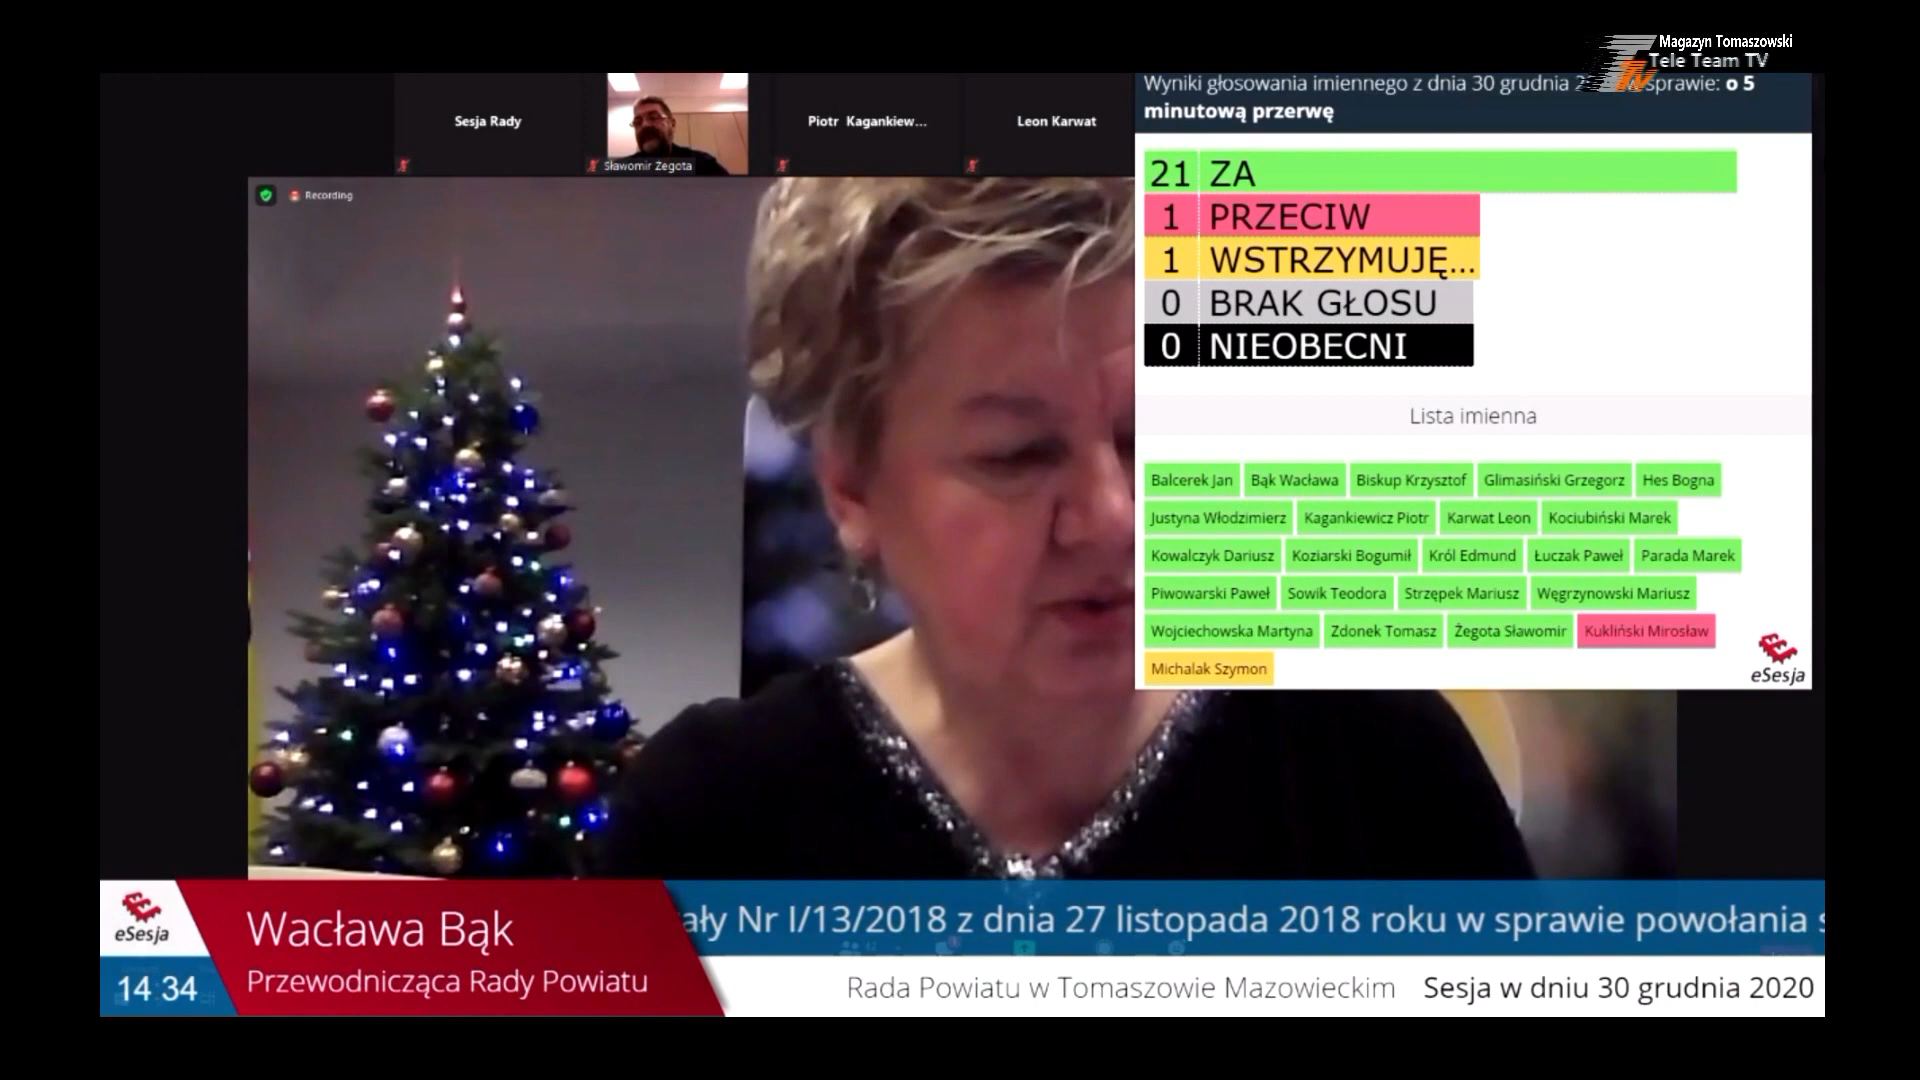 Magazyn Tomaszowski
Tele Team TV
Sesja Rady
Sławomir Żegota
Piotr Kagankiew...
Leon Karwat
Recording
Wyniki głosowania imiennego z dnia 30 grudnia 2 sprawie: o 5
minutową przerwę
21 ZA
1 PRZECIW
1 WSTRZYMUJĘ...
0 BRAK GŁOSU
0 NIEOBECNI
Lista imienna
Balcerek Jan Bąk Wacława Biskup Krzysztof Glimasiński Grzegorz Hes Bogna
Justyna Włodzimierz Kagankiewicz Piotr Karwat Leon Kociubiński Marek
Kowalczyk Dariusz Koziarski Bogumił Król Edmund Łuczak Paweł Parada Marek
Piwowarski Paweł Sowik Teodora Strzępek Mariusz Węgrzynowski Mariusz
Wojciechowska Martyna Zdonek Tomasz Żegota Sławomir Kukliński Mirosław
Michalak Szymon
eSesja
eSesja
14:34
Wacława Bąk
Przewodnicząca Rady Powiatu
ały Nr I/13/2018 z dnia 27 listopada 2018 roku w sprawie powołania s
Rada Powiatu w Tomaszowie Mazowieckim Sesja w dniu 30 grudnia 2020